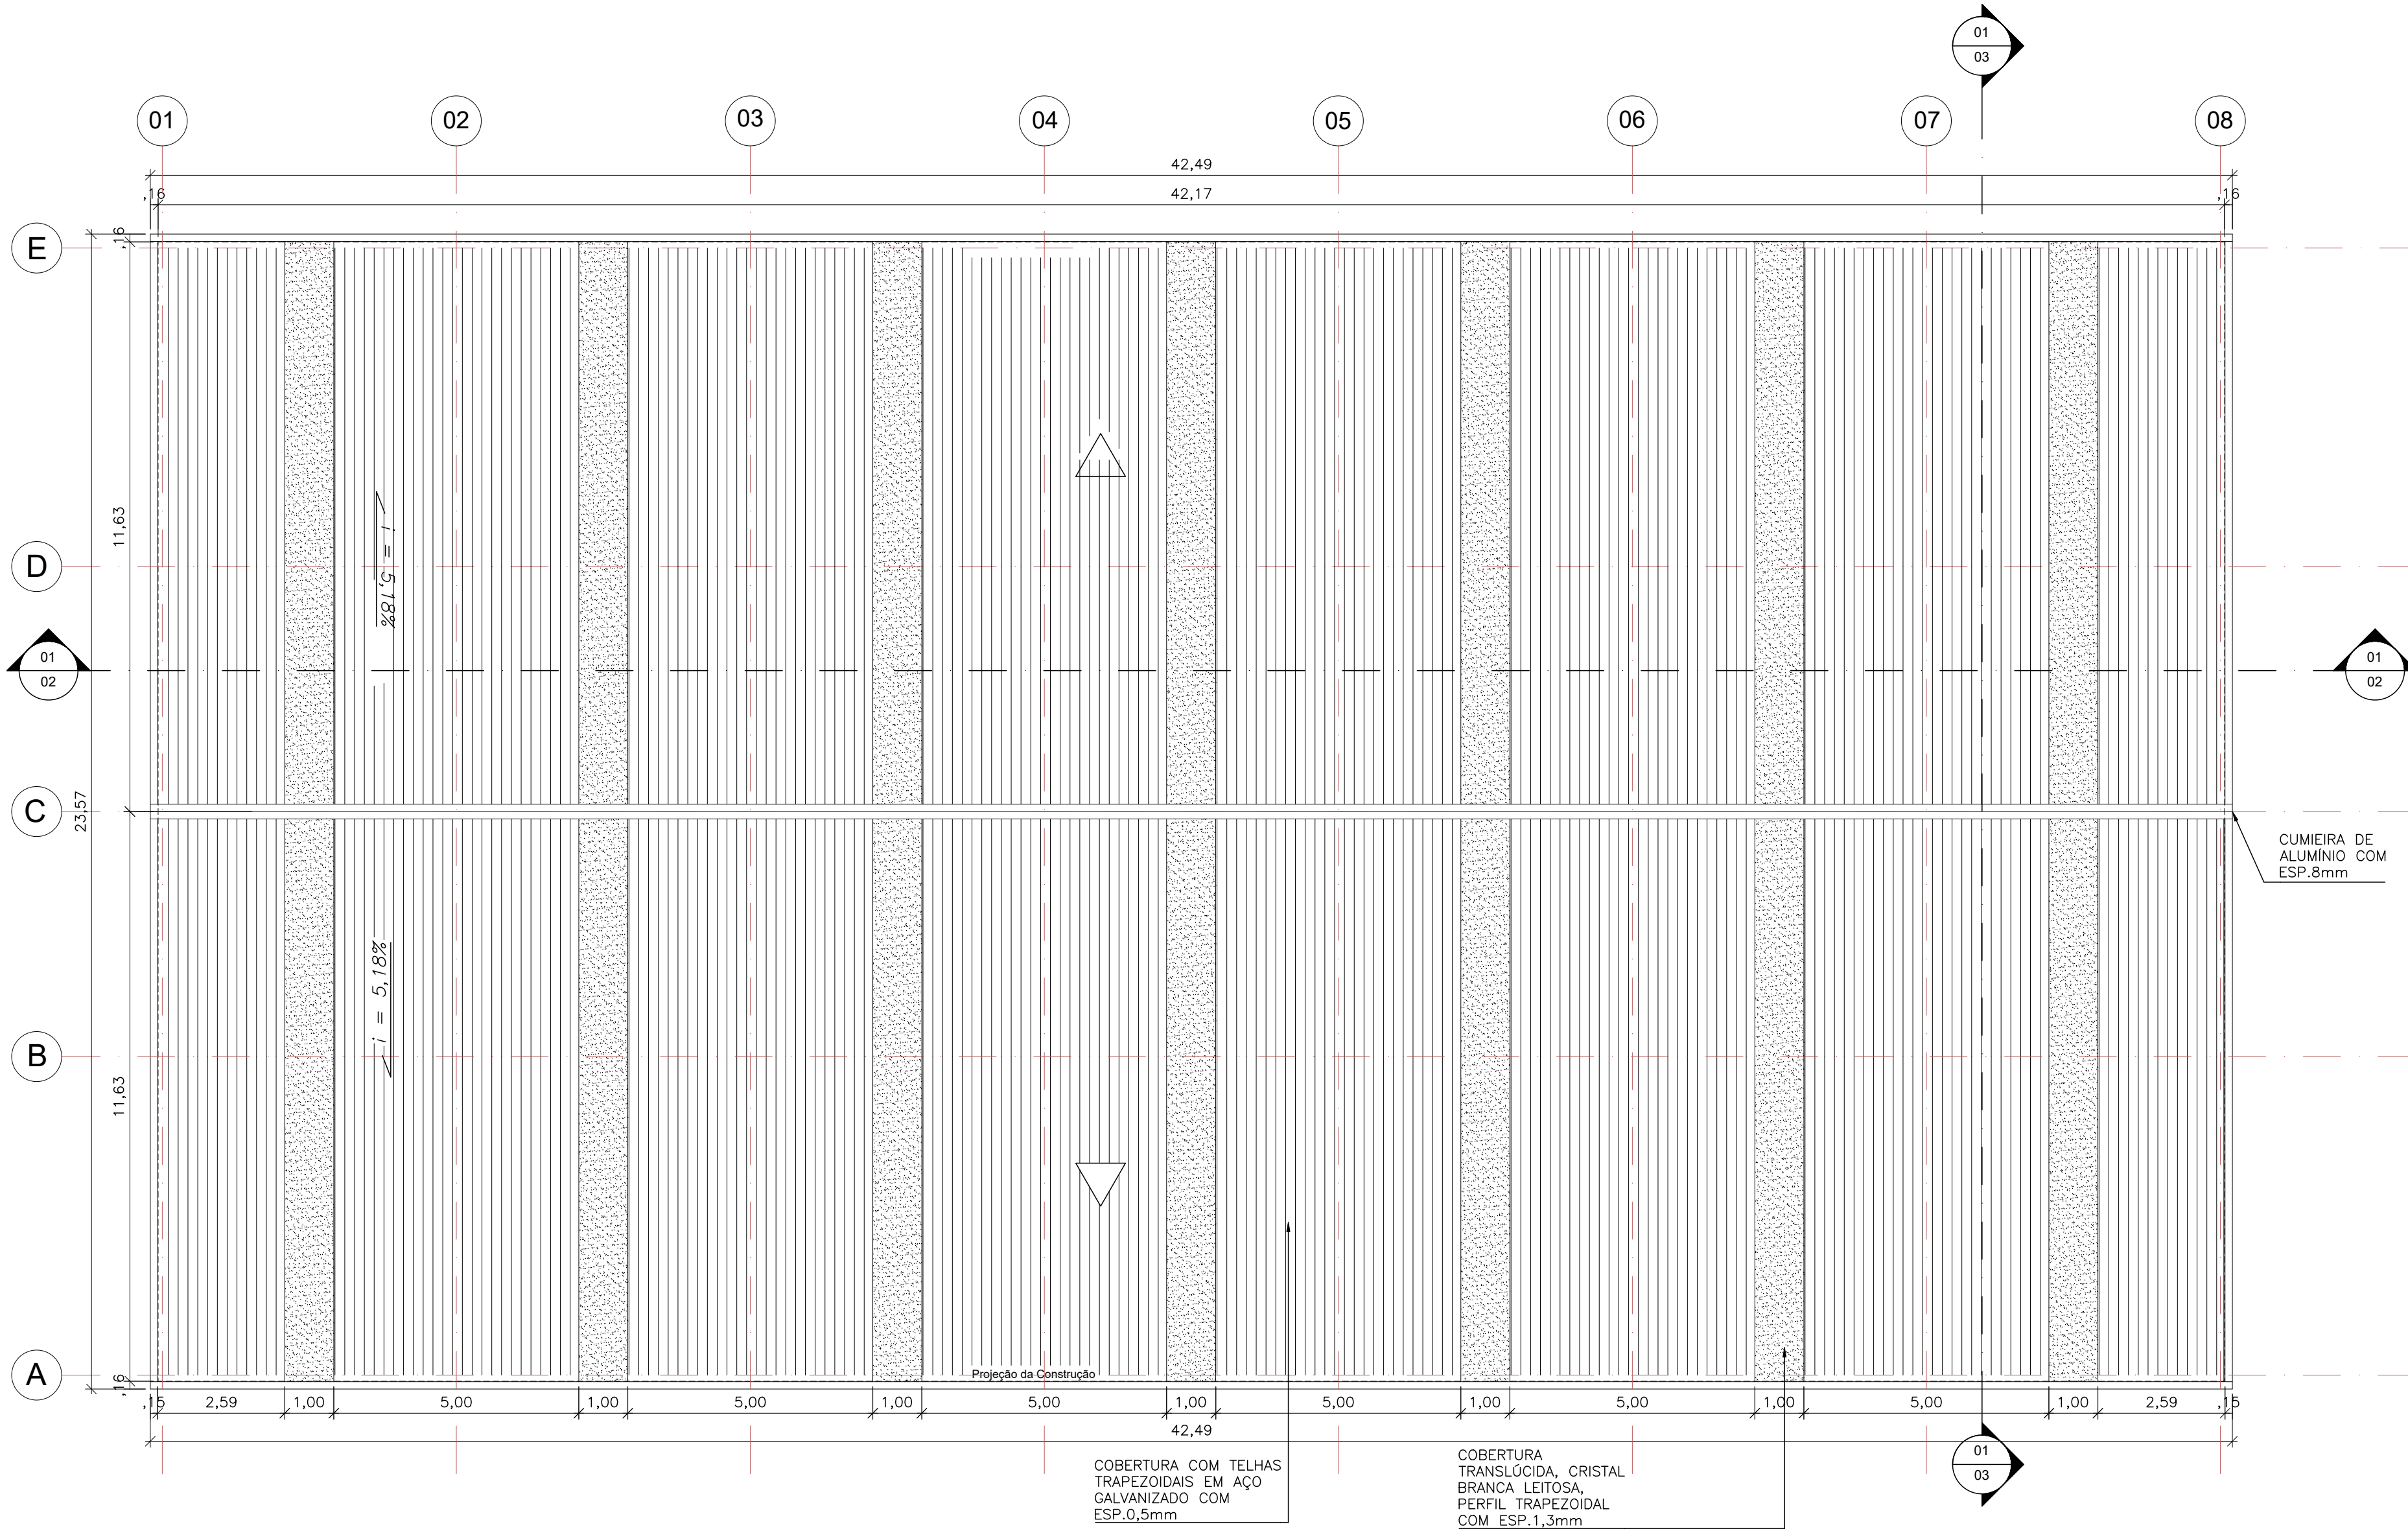 01
03
01
02
03
04
05
06
07
08
42,49
,16
42,17
,16
E
,16
11,63
i = 5,18%
D
01
02
01
02
C
23,57
CUMIEIRA DE
ALUMÍNIO COM
ESP.8mm
i = 5,18%
B
11,63
A
,16
Projeção da Construção
,15
2,59
1,00
5,00
1,00
5,00
1,00
5,00
1,00
5,00
1,00
5,00
1,00
5,00
1,00
2,59
,15
42,49
COBERTURA COM TELHAS
TRAPEZOIDAIS EM AÇO
GALVANIZADO COM
ESP.0,5mm
COBERTURA
TRANSLÚCIDA, CRISTAL
BRANCA LEITOSA,
PERFIL TRAPEZOIDAL
COM ESP.1,3mm
01
03